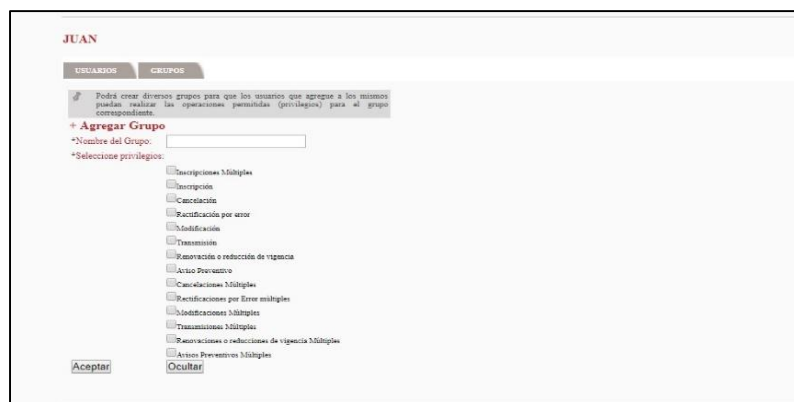 JUAN
USUARIOS GRUPOS
Podrá crear diversos grupos para que los usuarios que agregue a los mismos
puedan realizar las operaciones permitidas (privilegios) para el grupo
correspondiente.
+ Agregar Grupo
*Nombre del Grupo:
*Seleccione privilegios:
Inscripciones Múltiples
Inscripción
Cancelación
Rectificación por error
Modificación
Transmisión
Renovación o reducción de vigencia
Aviso Preventivo
Cancelaciones Múltiples
Rectificaciones por Error múltiples
Modificaciones Múltiples
Transmisiones Múltiples
Renovaciones o reducciones de vigencia Múltiples
Avisos Preventivos Múltiples
Aceptar Ocultar